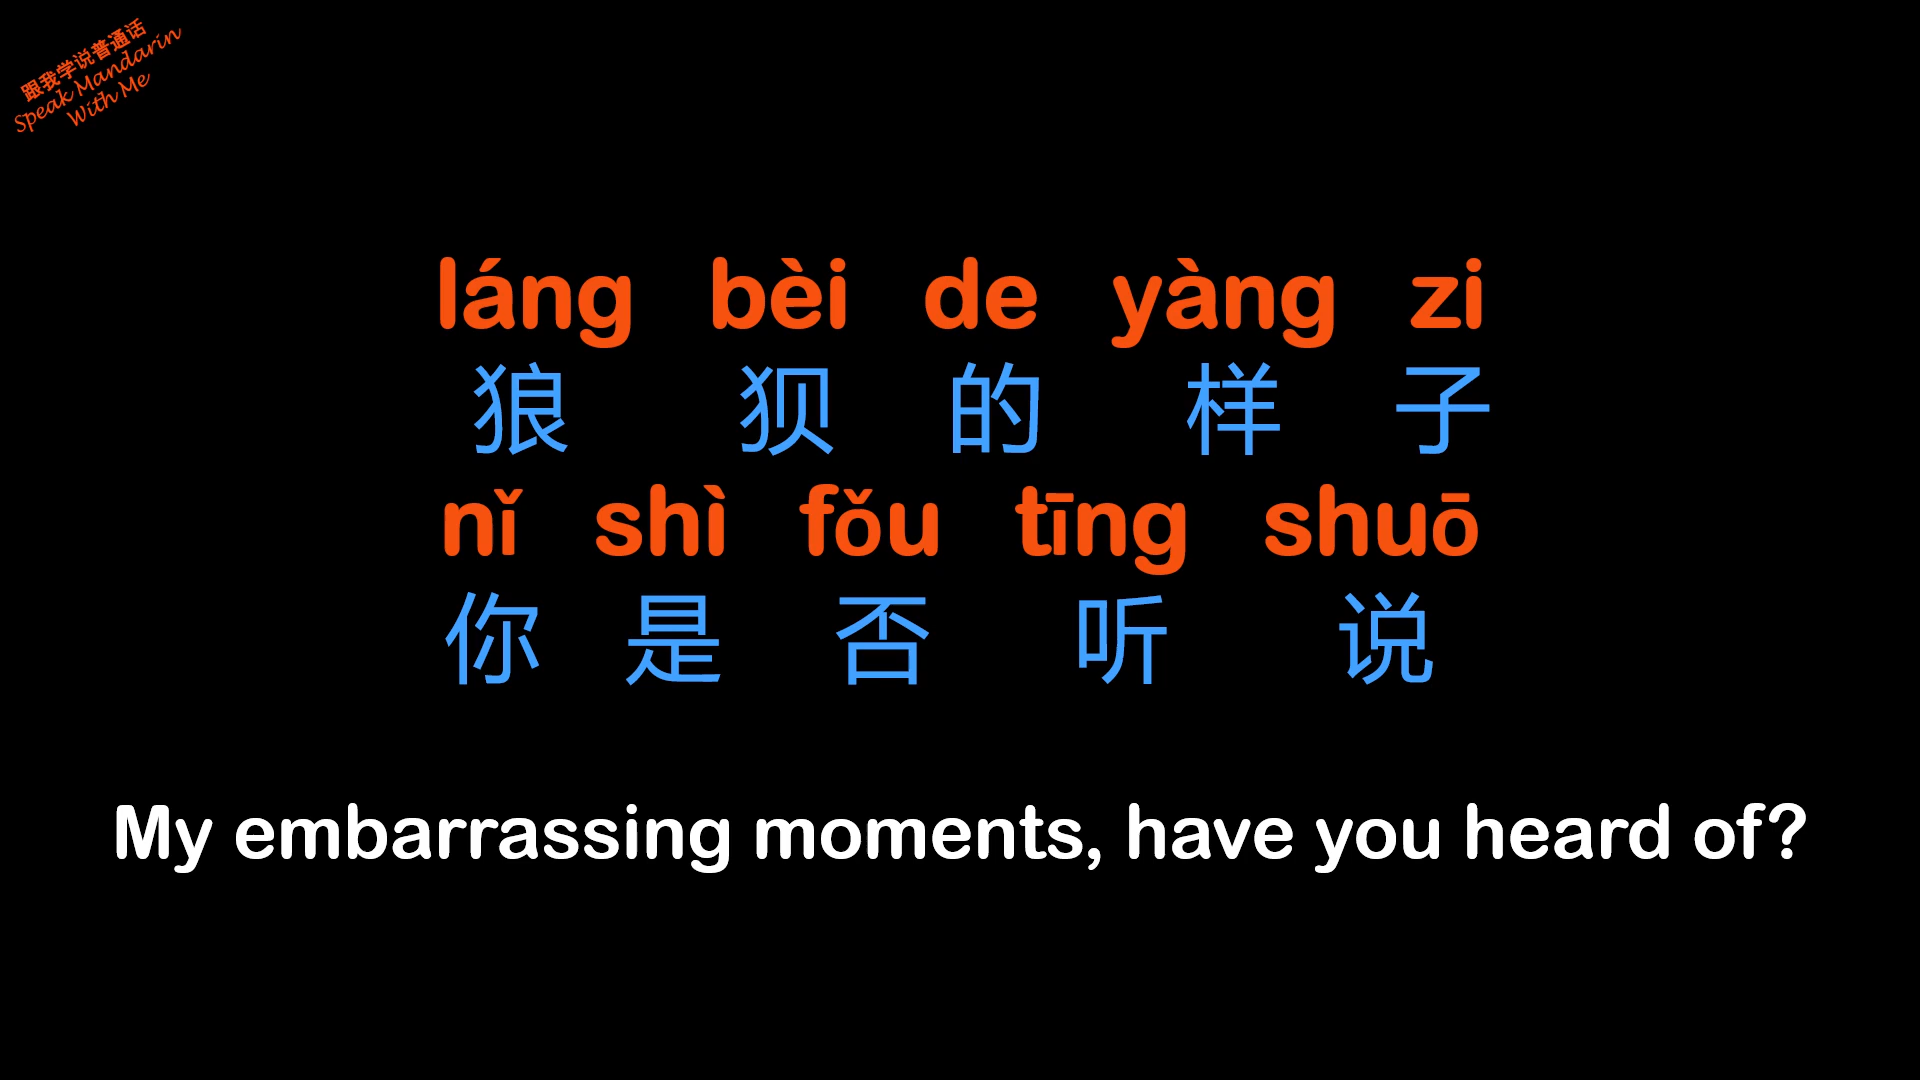 跟我学说普通话
Speak Mandarin
With Me
láng bèi de yàng zi
狼 狈 的 样 子
nǐ shì fǒu tīng shuō
你 是 否 听 说
My embarrassing moments, have you heard of?